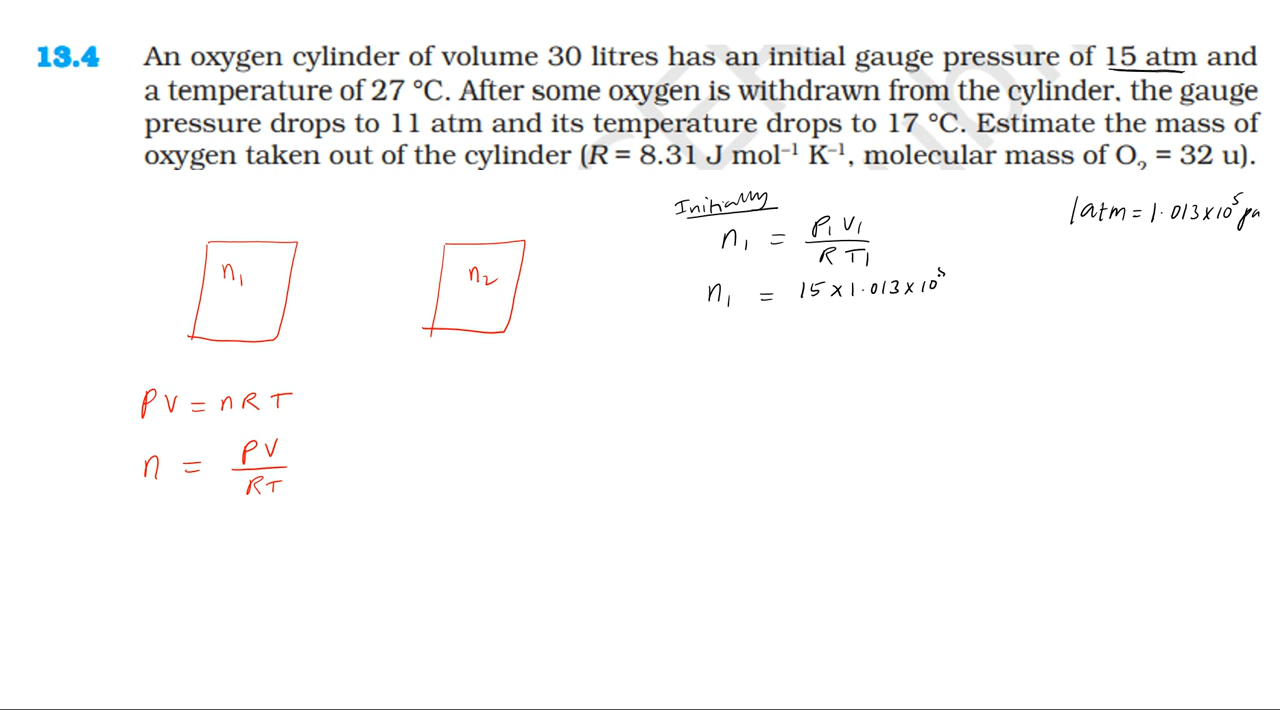 13.4 An oxygen cylinder of volume 30 litres has an initial gauge pressure of 15 atm and
a temperature of 27 °C. After some oxygen is withdrawn from the cylinder, the gauge
pressure drops to 11 atm and its temperature drops to 17 °C. Estimate the mass of
oxygen taken out of the cylinder (R = 8.31 J mol⁻¹ K⁻¹, molecular mass of O₂ = 32 u).
Initially
1atm = 1.013×10⁵ pa
n₁ = P₁ V₁ / R T₁
n₁ = 15 × 1.013 × 10⁵
n₁
n₂
PV = nRT
n = PV / RT